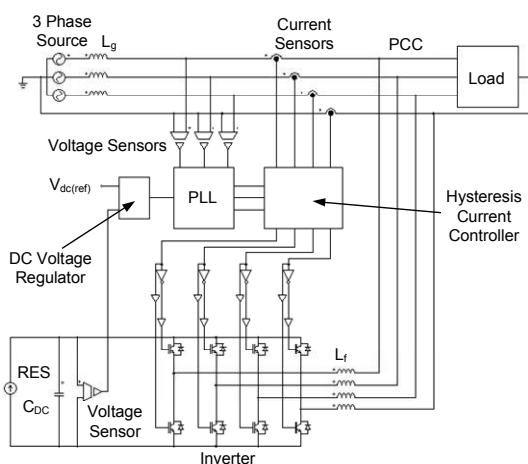 3 Phase
Source
Lg
Current
Sensors
PCC
Load
Voltage Sensors
Vdc(ref)
PLL
Hysteresis
Current
Controller
DC Voltage
Regulator
Lf
RES
CDC
Voltage
Sensor
Inverter